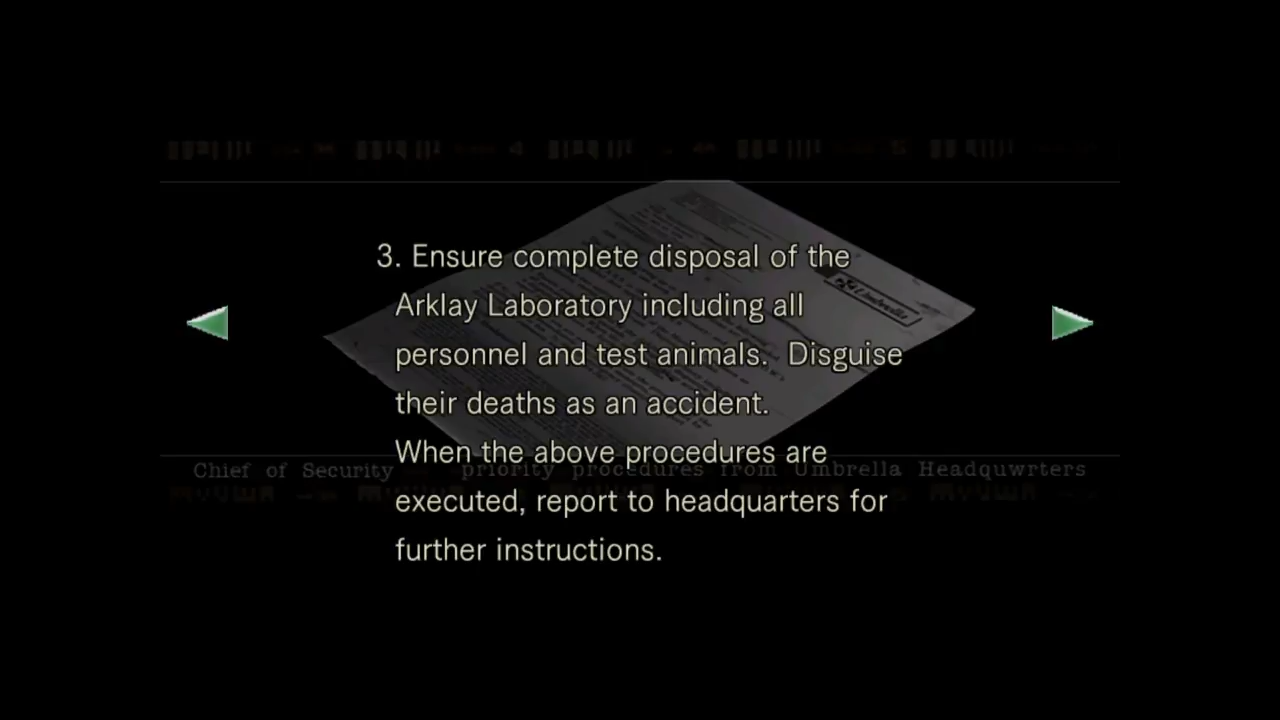 3. Ensure complete disposal of the
Arklay Laboratory including all
personnel and test animals. Disguise
their deaths as an accident.
When the above procedures are
executed, report to headquarters for
further instructions.
Chief of Security priority procedures from Umbrella Headquwrters
Umbrella